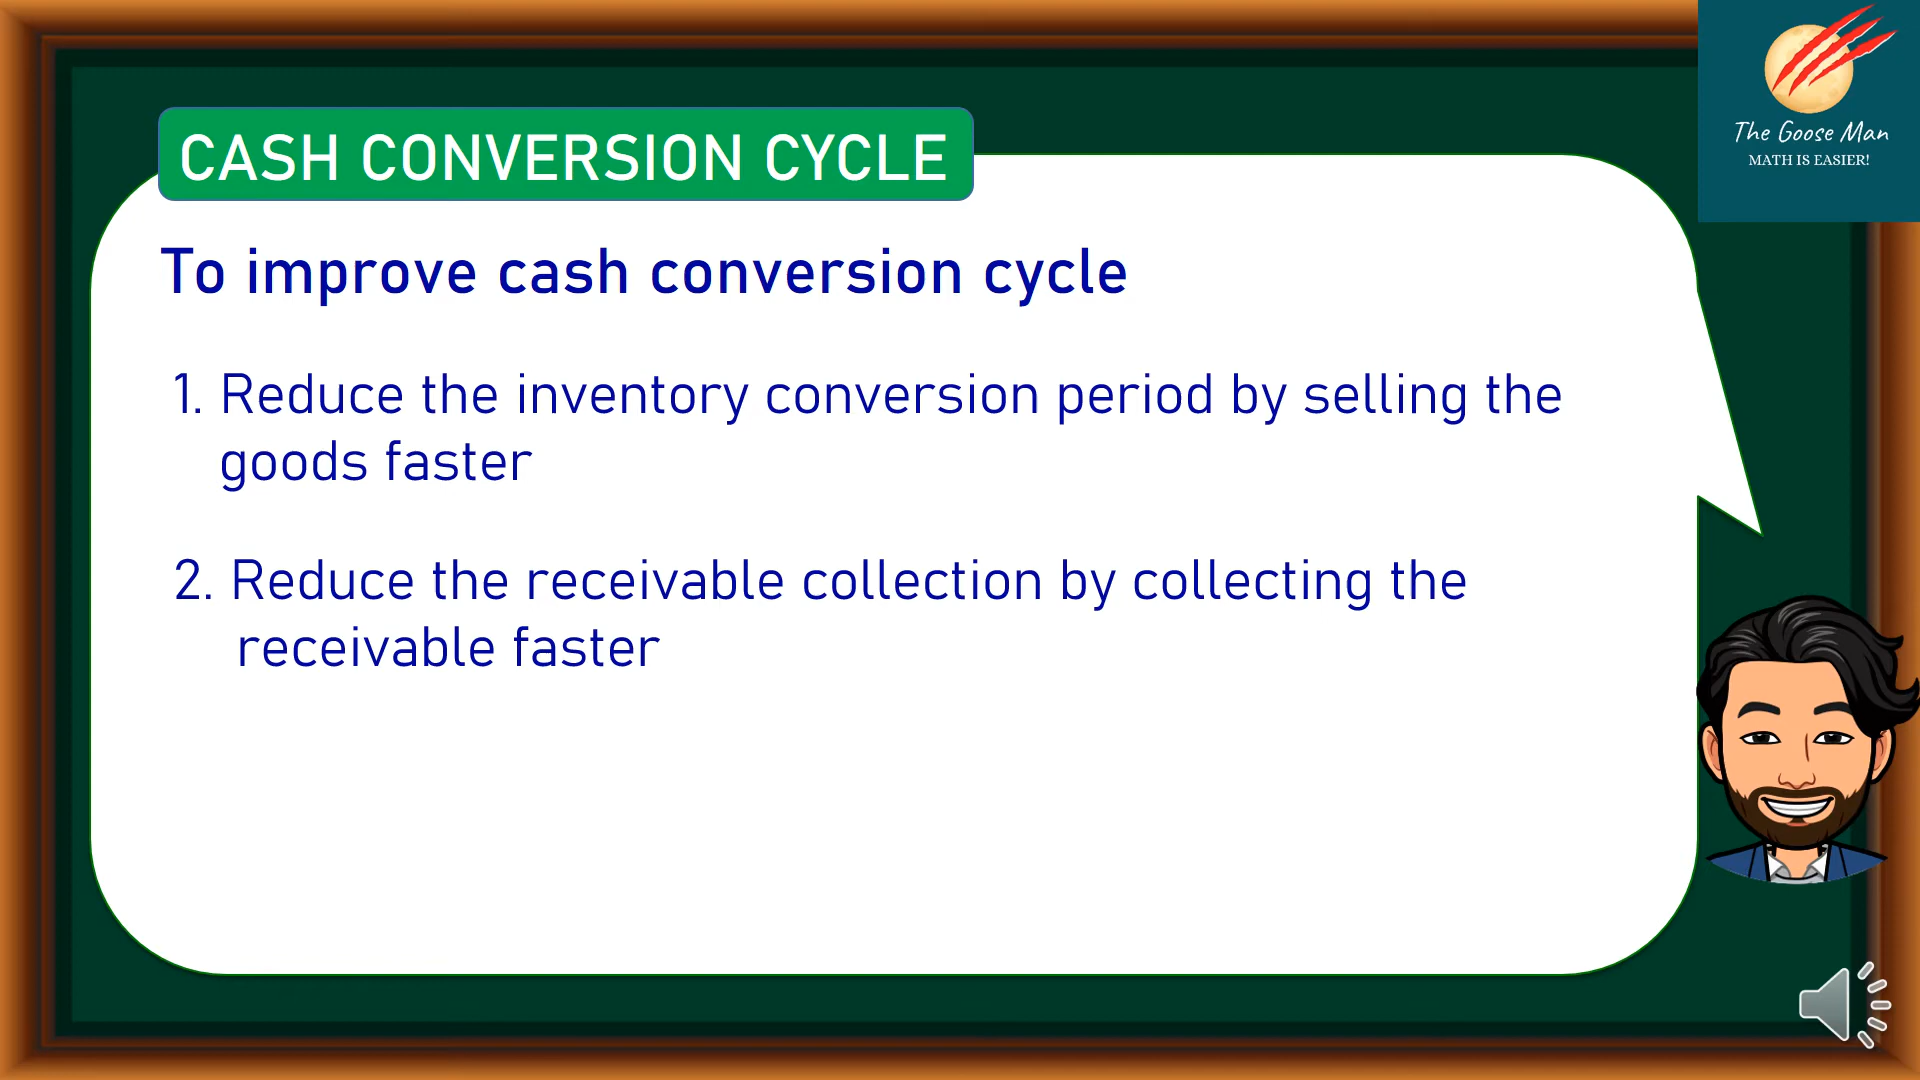 The Goose Man
MATH IS EASIER!
CASH CONVERSION CYCLE
To improve cash conversion cycle
1. Reduce the inventory conversion period by selling the
goods faster
2. Reduce the receivable collection by collecting the
receivable faster